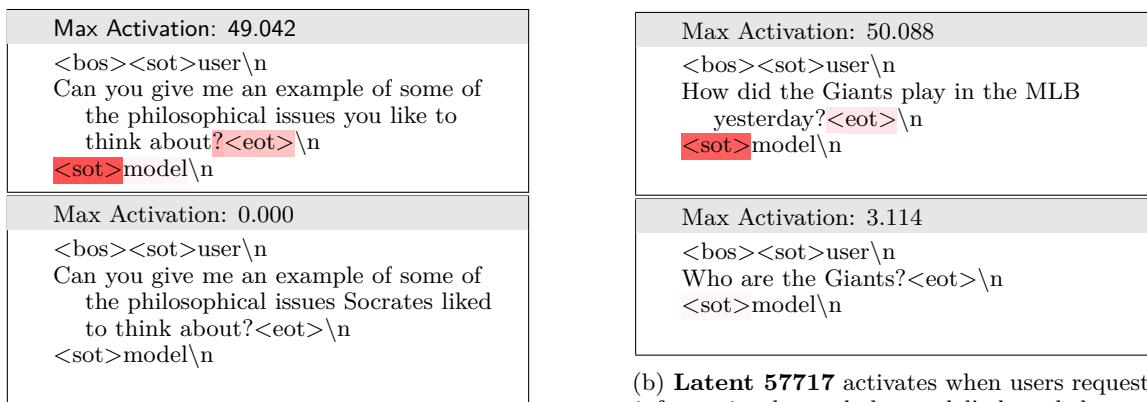 Max Activation: 49.042
<bos><sot>user\n
Can you give me an example of some of
the philosophical issues you like to
think about?<eot>\n
<sot>model\n
Max Activation: 0.000
<bos><sot>user\n
Can you give me an example of some of
the philosophical issues Socrates liked
to think about?<eot>\n
<sot>model\n
Max Activation: 50.088
<bos><sot>user\n
How did the Giants play in the MLB
yesterday?<eot>\n
<sot>model\n
Max Activation: 3.114
<bos><sot>user\n
Who are the Giants?<eot>\n
<sot>model\n
(b) Latent 57717 activates when users request